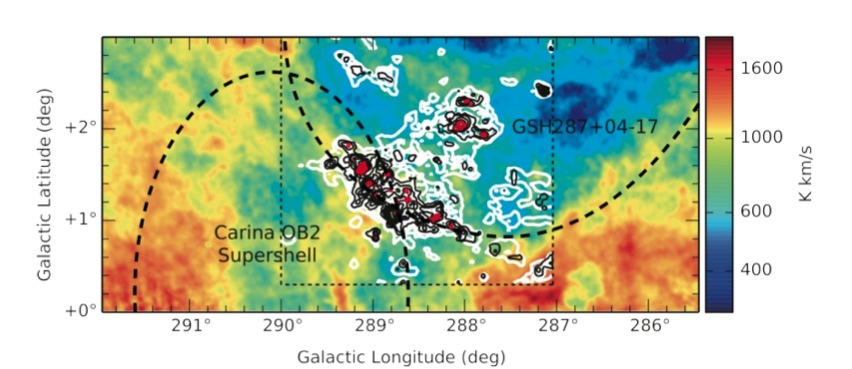 1600
GSH287+04-17
+2°
1000
Galactic Latitude (deg)
K km/s
+1°
600
Carina OB2
Supershell
400
+0°
291° 290° 289° 288° 287° 286°
Galactic Longitude (deg)